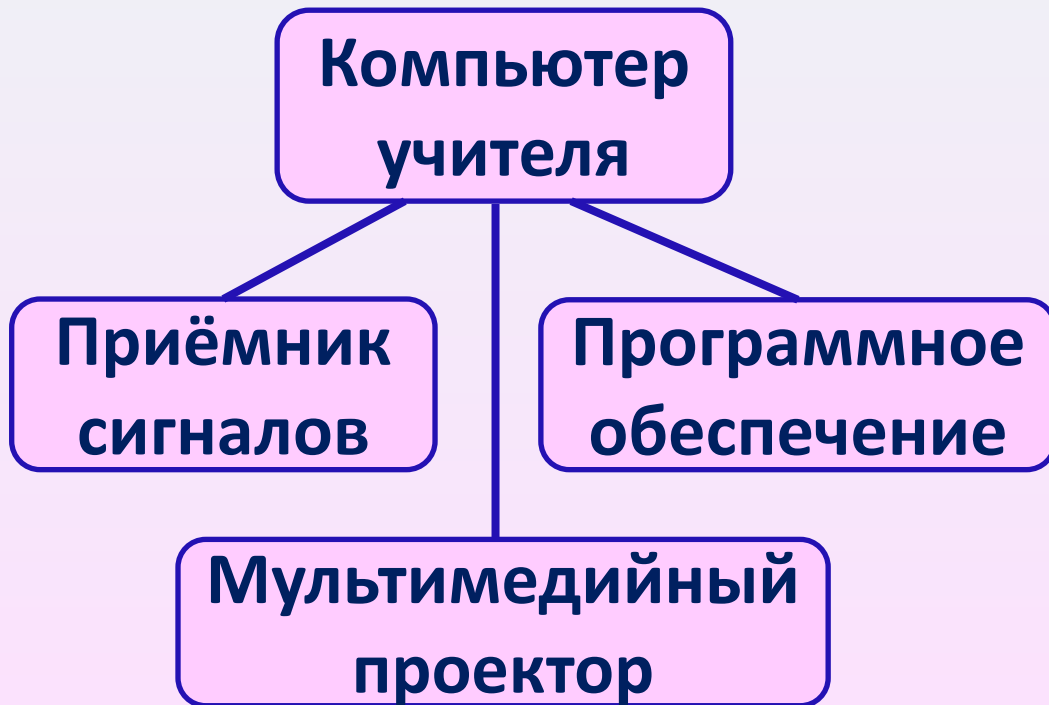 Компьютер
учителя
Приёмник
сигналов
Программное
обеспечение
Мультимедийный
проектор